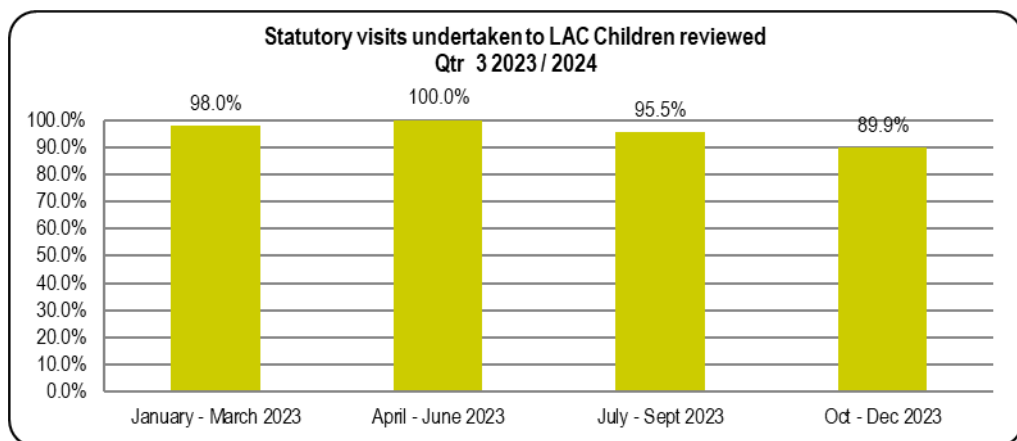 Statutory visits undertaken to LAC Children reviewed
Qtr 3 2023 / 2024
98.0%
100.0%
95.5%
89.9%
100.0%
90.0%
80.0%
70.0%
60.0%
50.0%
40.0%
30.0%
20.0%
10.0%
0.0%
January - March 2023
April - June 2023
July - Sept 2023
Oct - Dec 2023